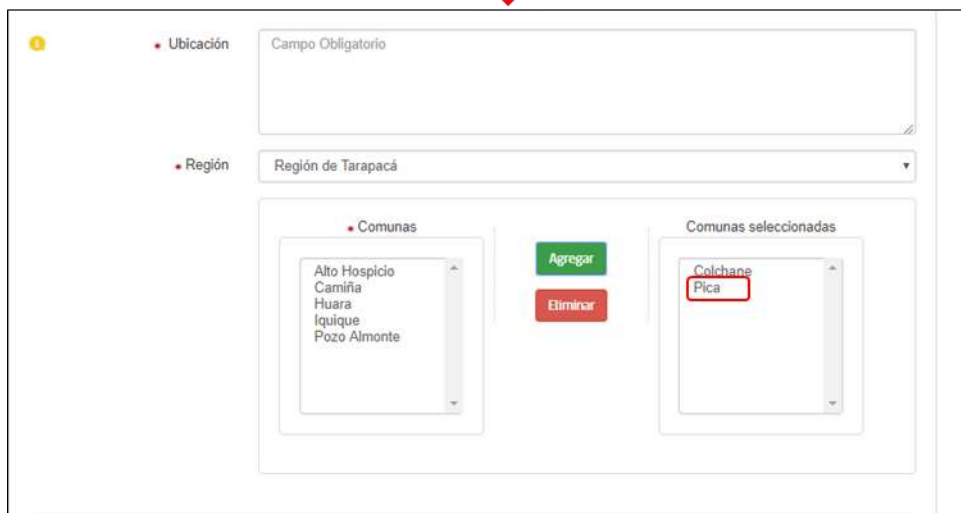 Ubicación
Campo Obligatorio
Región
Región de Tarapacá
Comunas
Comunas seleccionadas
Alto Hospicio
Camiña
Huara
Iquique
Pozo Almonte
Agregar
Eliminar
Colchane
Pica